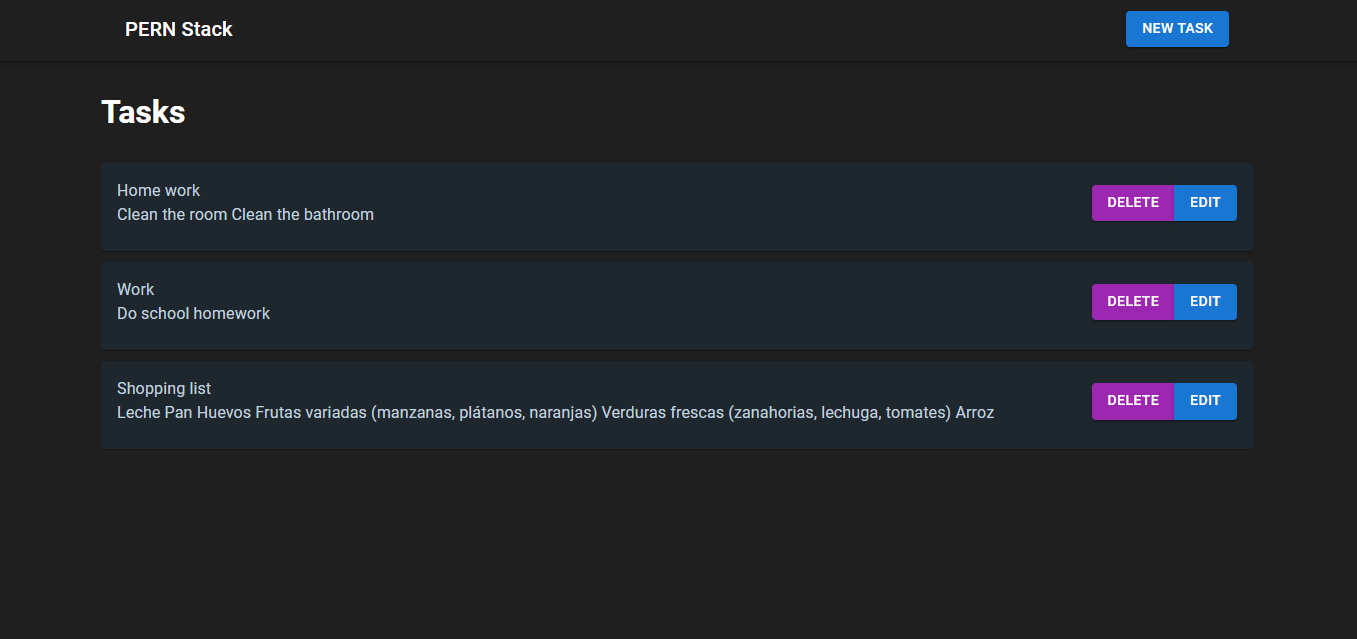 PERN Stack
NEW TASK
Tasks
Home work
Clean the room Clean the bathroom
DELETE
EDIT
Work
Do school homework
DELETE
EDIT
Shopping list
Leche Pan Huevos Frutas variadas (manzanas, plátanos, naranjas) Verduras frescas (zanahorias, lechuga, tomates) Arroz
DELETE
EDIT